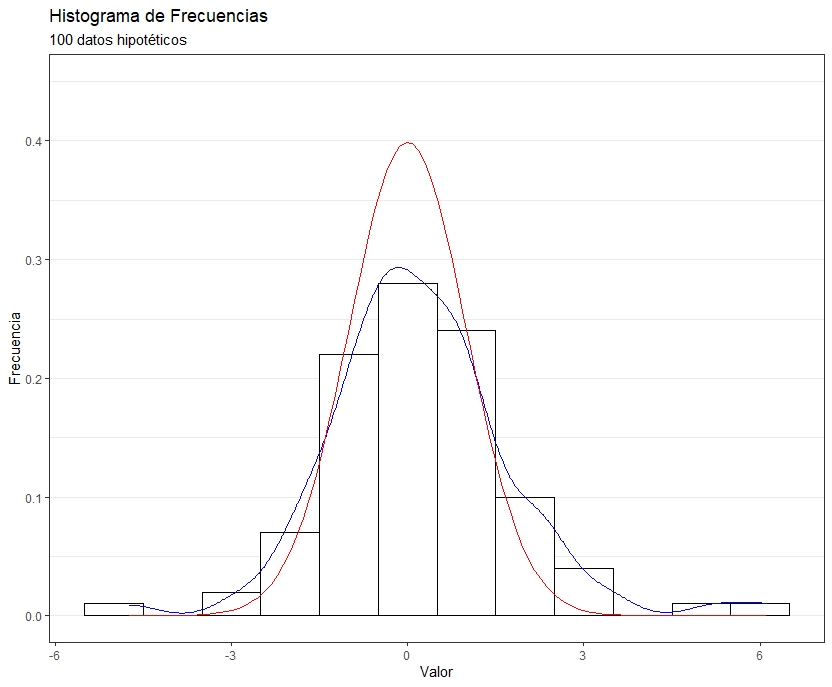 Histograma de Frecuencias
100 datos hipotéticos
Frecuencia
0.4
0.3
0.2
0.1
0.0
-6 -3 0 3 6
Valor